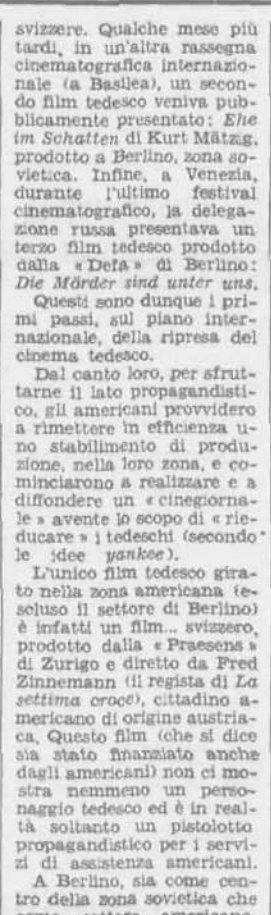 svizzere. Qualche mese più
tardi, in un'altra rassegna
cinematografica internazio-
nale (a Basilea), un secon-
do film tedesco veniva pub-
blicamente presentato: Ehe
im Schatten di Kurt Mätzig,
prodotto a Berlino, zona so-
vietica. Infine, a Venezia,
durante l'ultimo festival
cinematografico, la delega-
zione russa presentava un
terzo film tedesco prodotto
dalla « Defa » di Berlino:
Die Mörder sind unter uns.
Questi sono dunque i pri-
mi passi, sul piano inter-
nazionale, della ripresa del
cinema tedesco.
Dal canto loro, per sfrut-
tarne il lato propagandisti-
co, gli americani provvidero
a rimettere in efficienza u-
no stabilimento di produ-
zione, nella loro zona, e co-
minciarono a realizzare e a
diffondere un « cinegiorna-
le » avente lo scopo di « rie-
ducare » i tedeschi (secondo
le idee yankee).
L'unico film tedesco gira-
to nella zona americana (e-
scluso il settore di Berlino)
è infatti un film... svizzero,
prodotto dalla « Praesens »
di Zurigo e diretto da Fred
Zinnemann (il regista di La
settima croce), cittadino a-
mericano di origine austria-
ca, Questo film (che si dice
sia stato finanziato anche
dagli americani) non ci mo-
stra nemmeno un perso-
naggio tedesco ed è in real-
tà soltanto un pistolotto
propagandistico per i servi-
zi di assistenza americani.
A Berlino, sia come cen-
tro della zona sovietica che